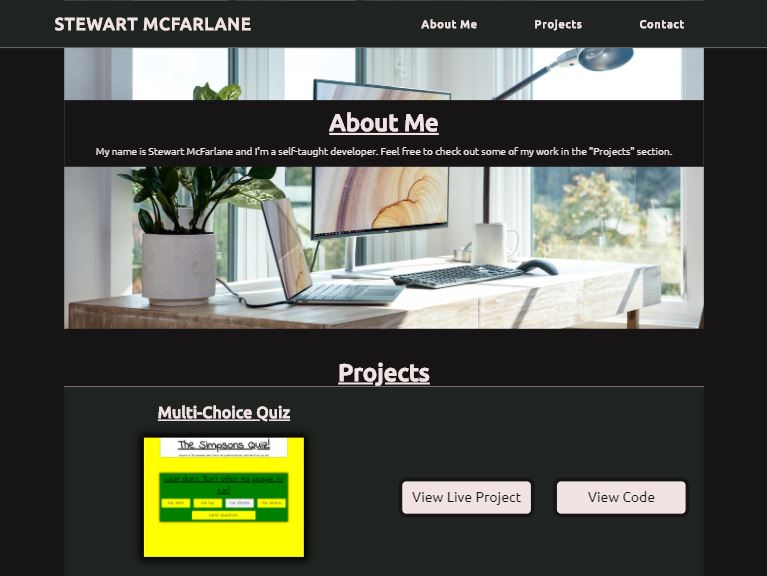 STEWART MCFARLANE
About Me Projects Contact
About Me
My name is Stewart McFarlane and I'm a self-taught developer. Feel free to check out some of my work in the "Projects" section.
Projects
Multi-Choice Quiz
The Simpsons Quiz!
View Live Project
View Code